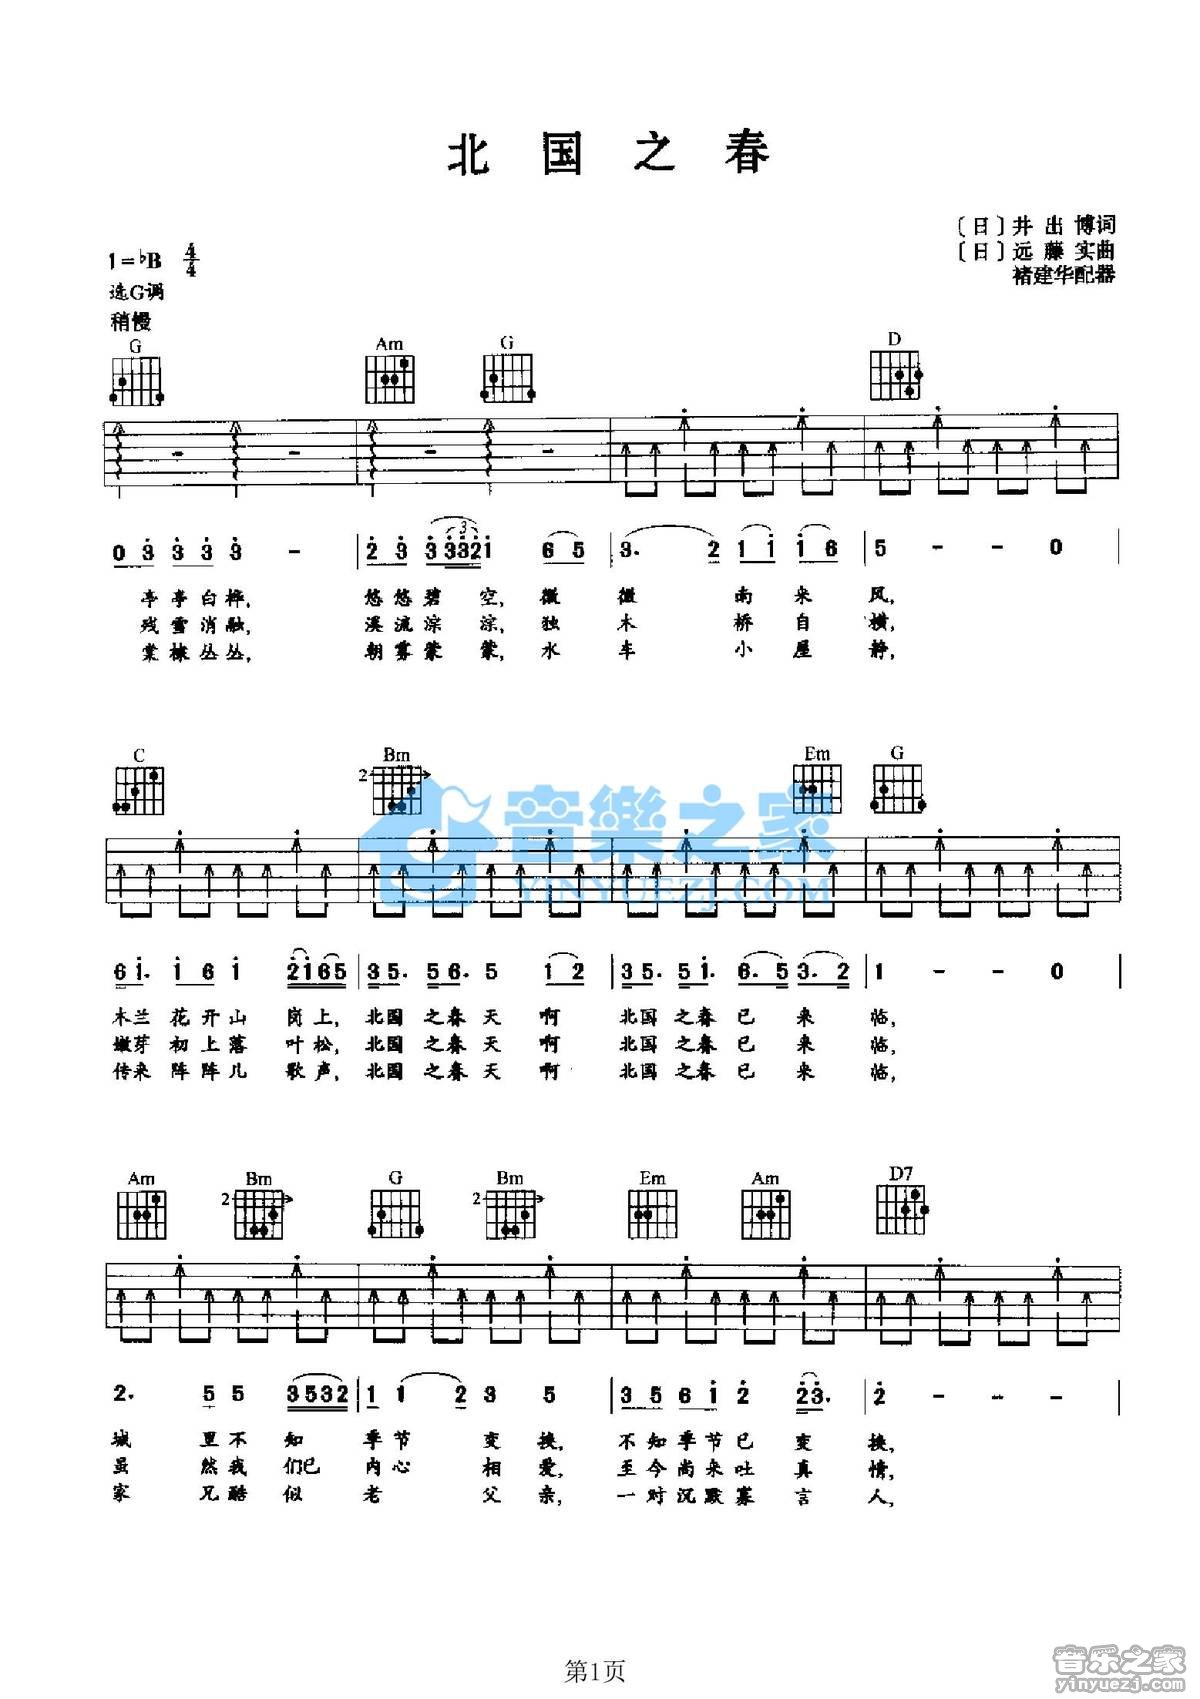 北国之春
〔日〕井出 博词
1=♭B 4/4
〔日〕远藤 实曲
选G调
褚建华配器
稍慢
G Am G D
3
0 3 3 3 3 - | 2 3 3 3 3 2 1 6 5 | 3. 2 1 1 1 6 | 5 - - 0 |
亭亭白桦, 悠悠碧空, 微微南来风,
残雪消融, 溪流淙淙, 独木桥自横,
棠棣丛丛, 朝雾蒙蒙, 水车小屋静,
C Bm Em G
2
音樂之家
YINYUEZJ.COM
6 1. 1 6 1 2 1 6 5 | 3 5. 5 6. 5 1 2 | 3 5. 5 1. 6. 5 3. 2 | 1 - - 0 |
木兰花开山岗上, 北国之春天啊 北国之春已来临,
嫩芽初上落叶松, 北国之春天啊 北国之春已来临,
传来阵阵儿歌声, 北国之春天啊 北国之春已来临,
Am Bm G Bm Em Am D7
2 2
2. 5 5 3 5 3 2 | 1 1 2 3 5 | 3 5 6 1 2 2 3. | 2 - - - |
城里不知季节变换, 不知季节已变换,
虽然我们已内心相爱, 至今尚未吐真情,
家兄酷似老父亲, 一对沉默寡言人,
第1页
音乐之家
yinyuezj.com